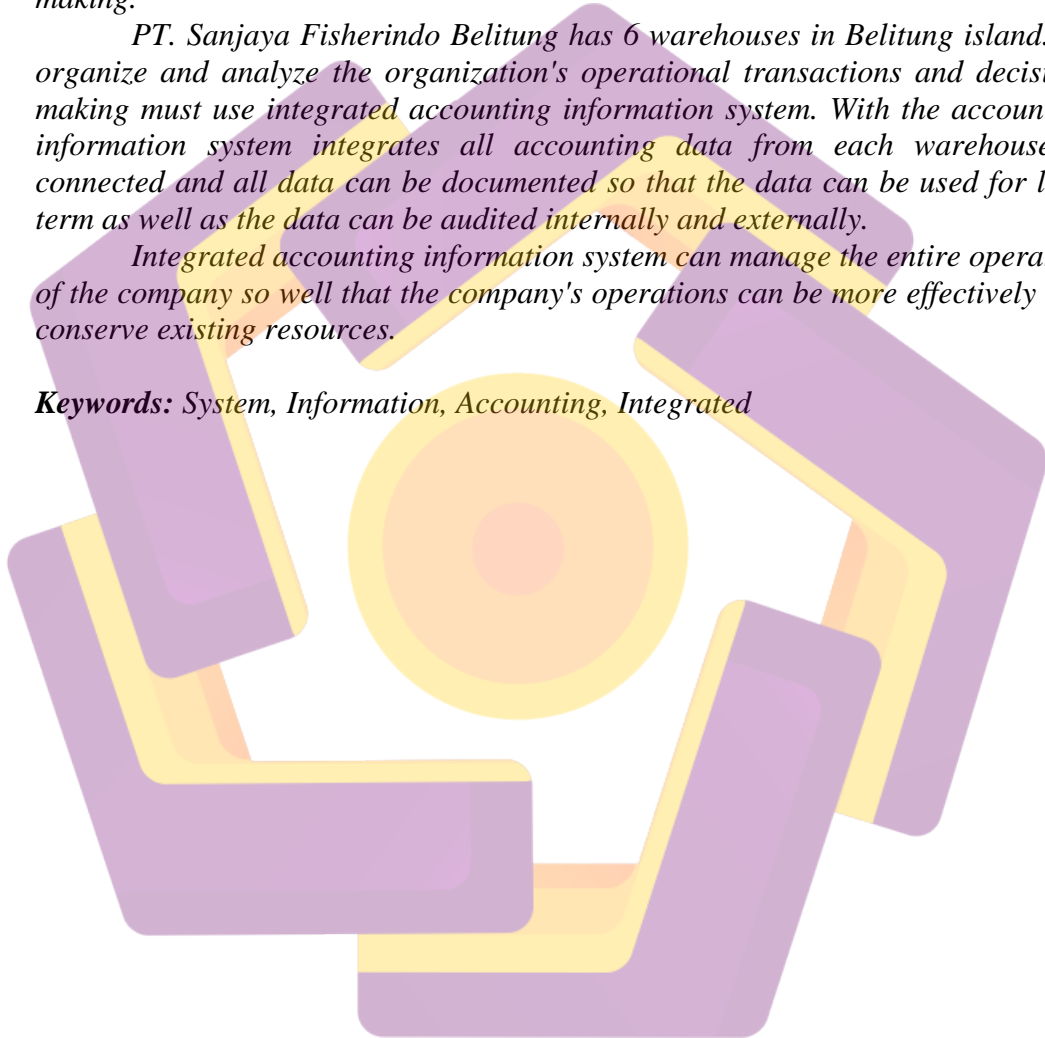 making.
PT. Sanjaya Fisherindo Belitung has 6 warehouses in Belitung island.
organize and analyze the organization's operational transactions and decisi
making must use integrated accounting information system. With the accoun
information system integrates all accounting data from each warehouse
connected and all data can be documented so that the data can be used for l
term as well as the data can be audited internally and externally.
Integrated accounting information system can manage the entire opera
of the company so well that the company's operations can be more effectively
conserve existing resources.
Keywords: System, Information, Accounting, Integrated